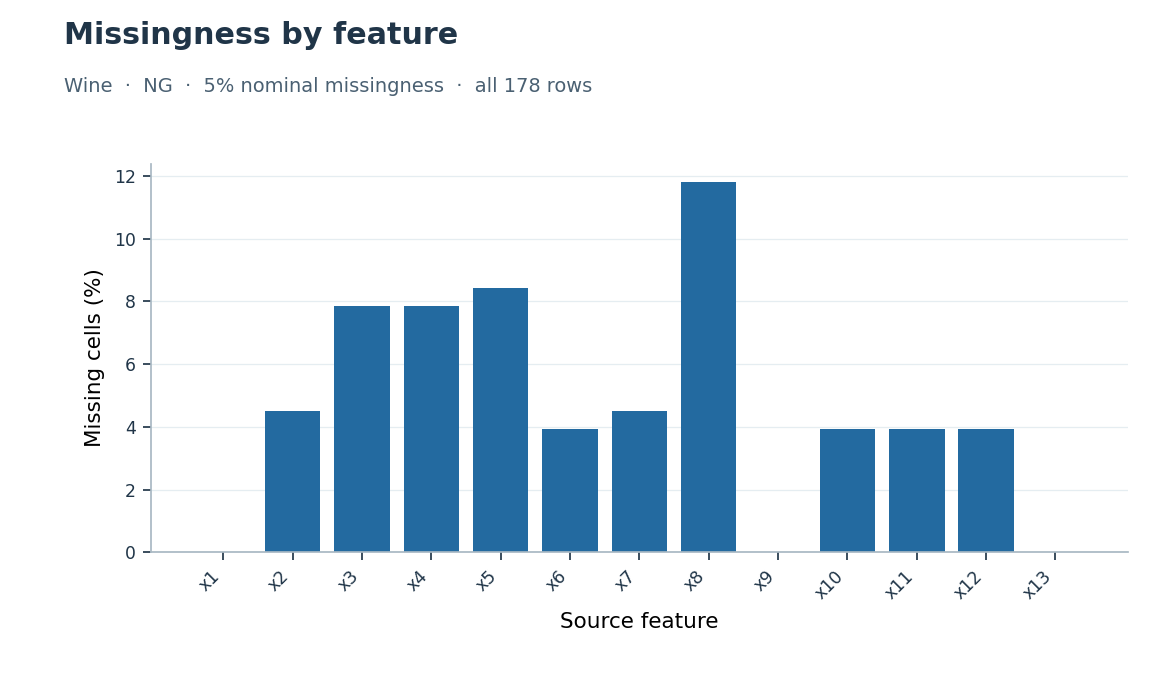 Missingness by feature
Wine · NG · 5% nominal missingness · all 178 rows
12
10
8
6
4
2
0
Missing cells (%)
x1 x2 x3 x4 x5 x6 x7 x8 x9 x10 x11 x12 x13
Source feature